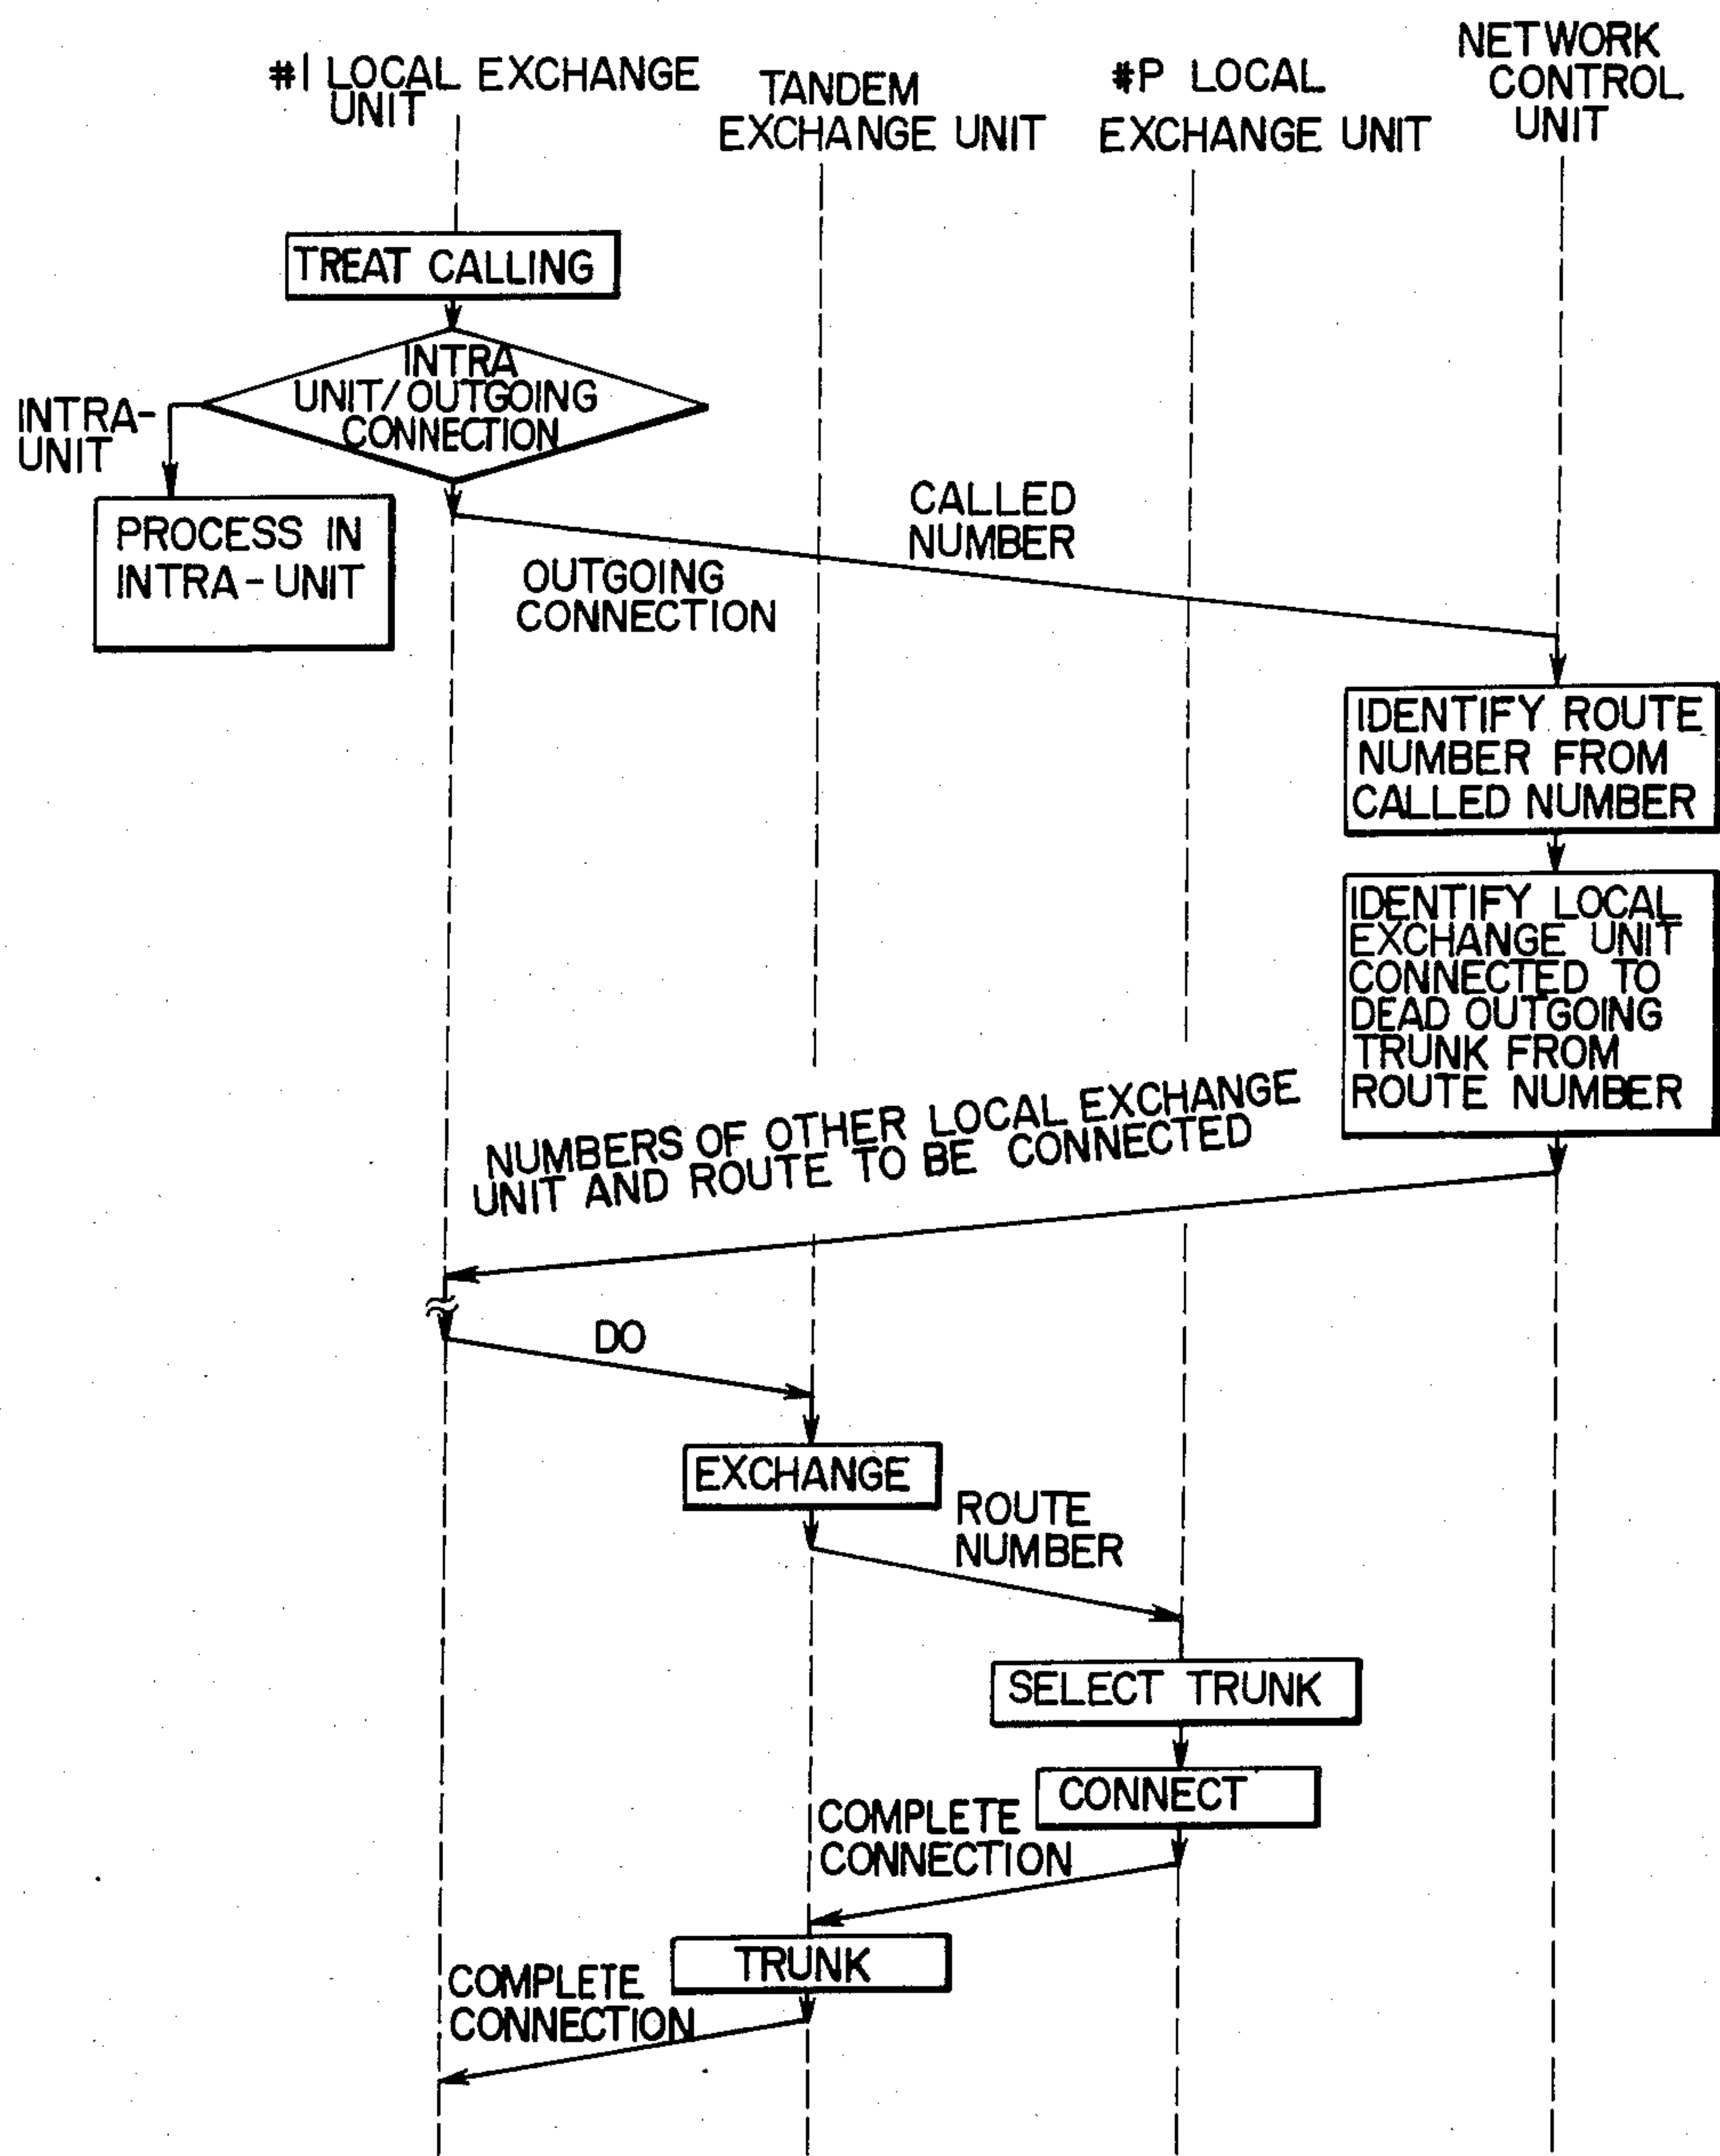 #1 LOCAL EXCHANGE
UNIT
TANDEM
EXCHANGE UNIT
#P LOCAL
EXCHANGE UNIT
NETWORK
CONTROL
UNIT
TREAT CALLING
INTRA
UNIT/OUTGOING
CONNECTION
INTRA-
UNIT
PROCESS IN
INTRA-UNIT
CALLED
NUMBER
OUTGOING
CONNECTION
IDENTIFY ROUTE
NUMBER FROM
CALLED NUMBER
IDENTIFY LOCAL
EXCHANGE UNIT
CONNECTED TO
DEAD OUTGOING
TRUNK FROM
ROUTE NUMBER
NUMBERS OF OTHER LOCAL EXCHANGE
UNIT AND ROUTE TO BE CONNECTED
DO
EXCHANGE
ROUTE
NUMBER
SELECT TRUNK
CONNECT
COMPLETE
CONNECTION
TRUNK
COMPLETE
CONNECTION